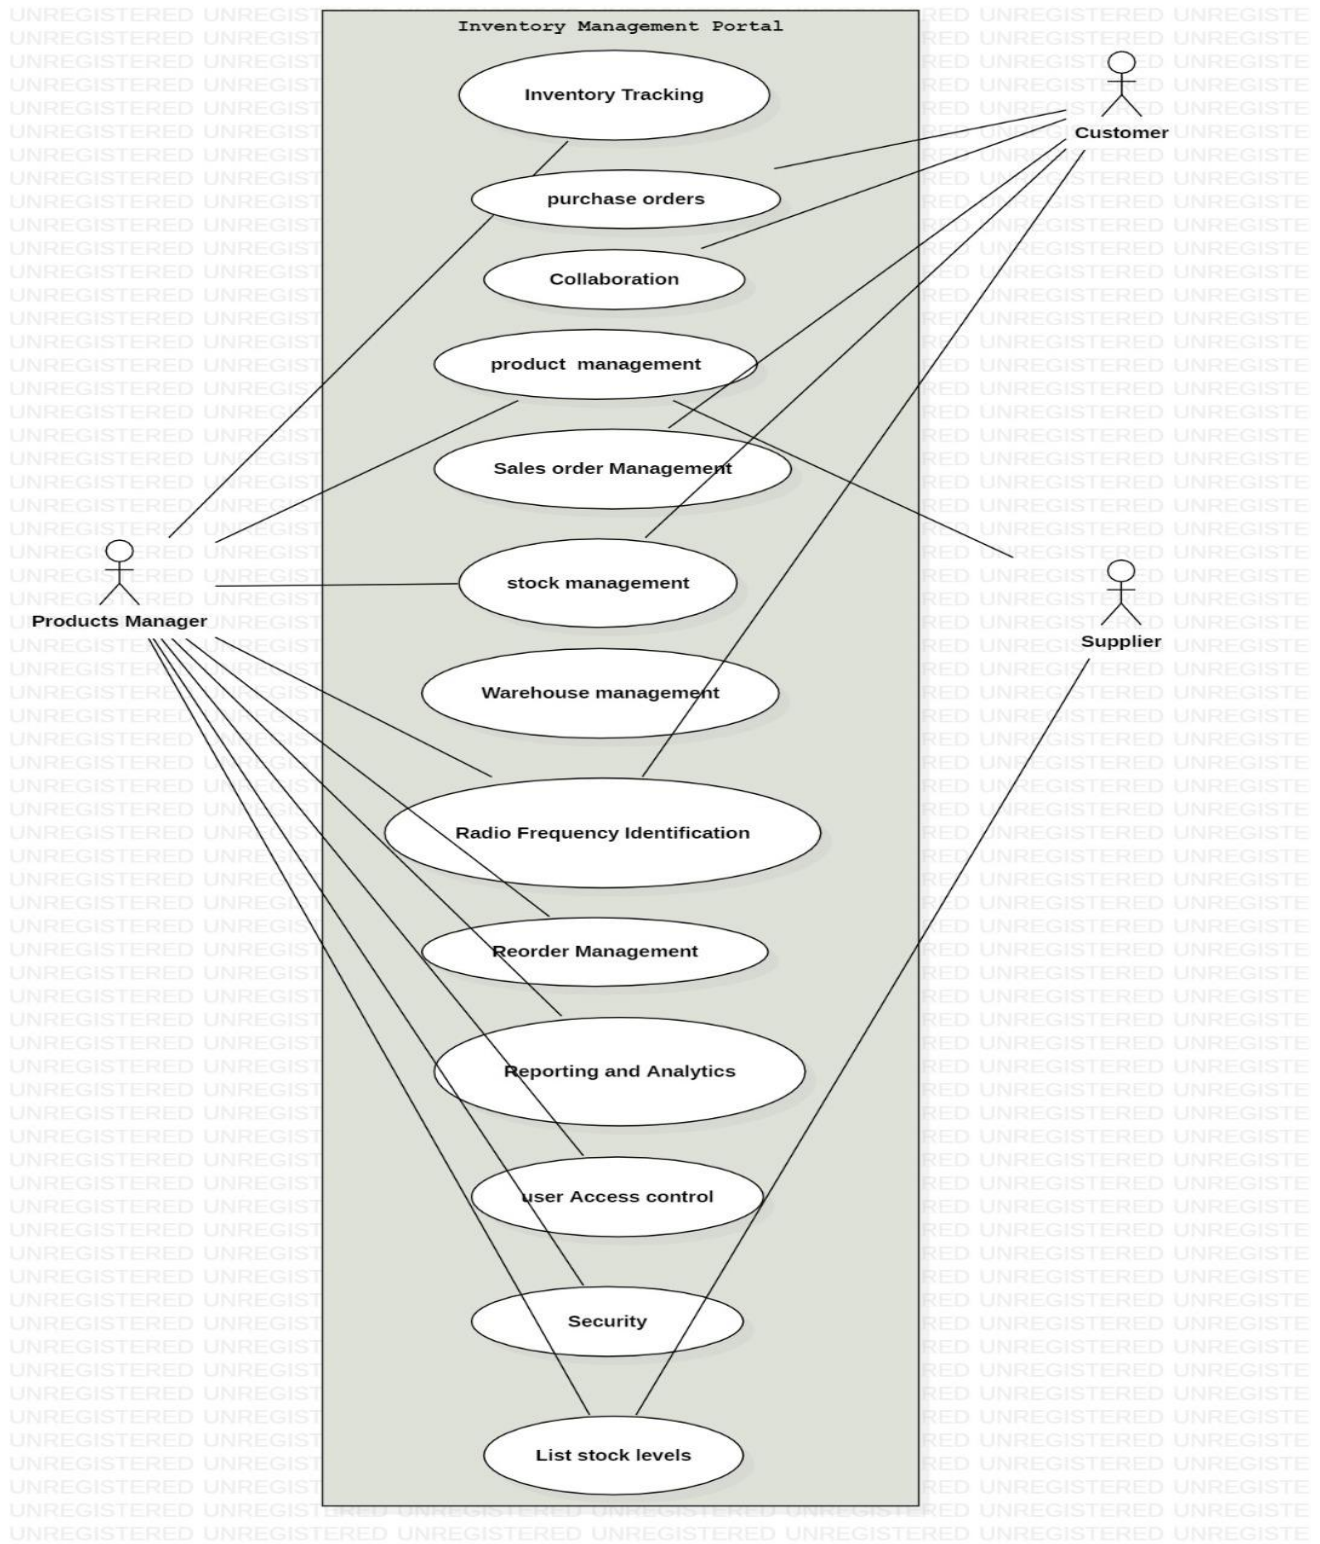 Inventory Management Portal
Inventory Tracking
Customer
purchase orders
Collaboration
product  management
Sales order Management
stock management
Products Manager
Supplier
Warehouse management
Radio Frequency Identification
Reorder Management
Reporting and Analytics
user Access control
Security
List stock levels
UNREGISTERED